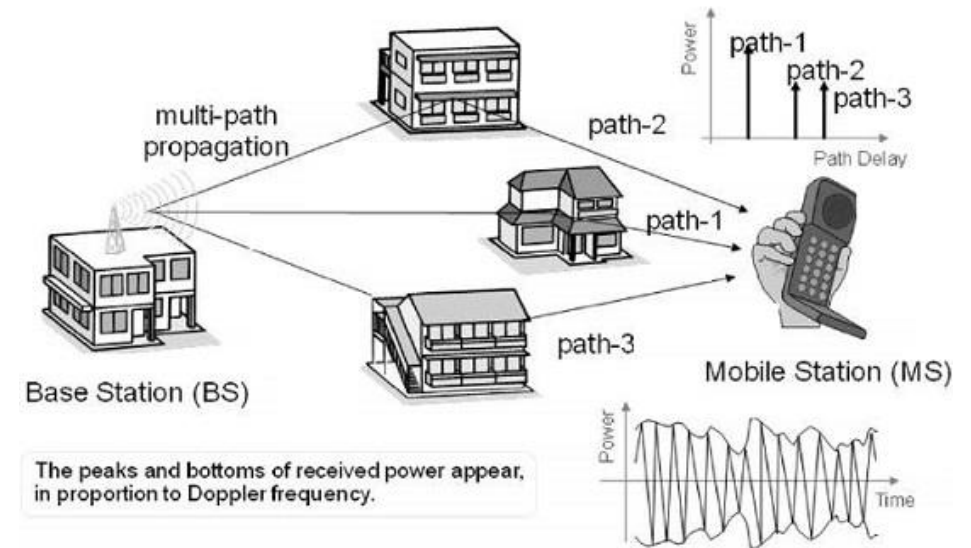 Power
path-1
path-2
path-3
Path Delay
multi-path
propagation
path-2
path-1
path-3
Base Station (BS)
Mobile Station (MS)
The peaks and bottoms of received power appear,
in proportion to Doppler frequency.
Power
Time